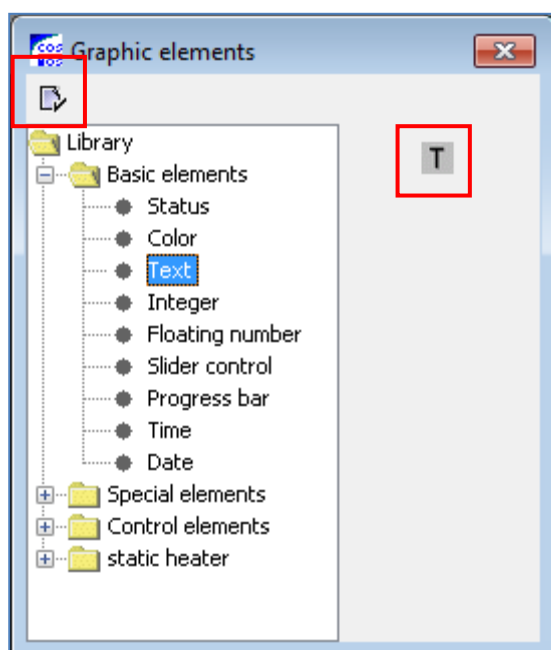 Graphic elements
Library
Basic elements
Status
Color
Text
T
Integer
Floating number
Slider control
Progress bar
Time
Date
Special elements
Control elements
static heater